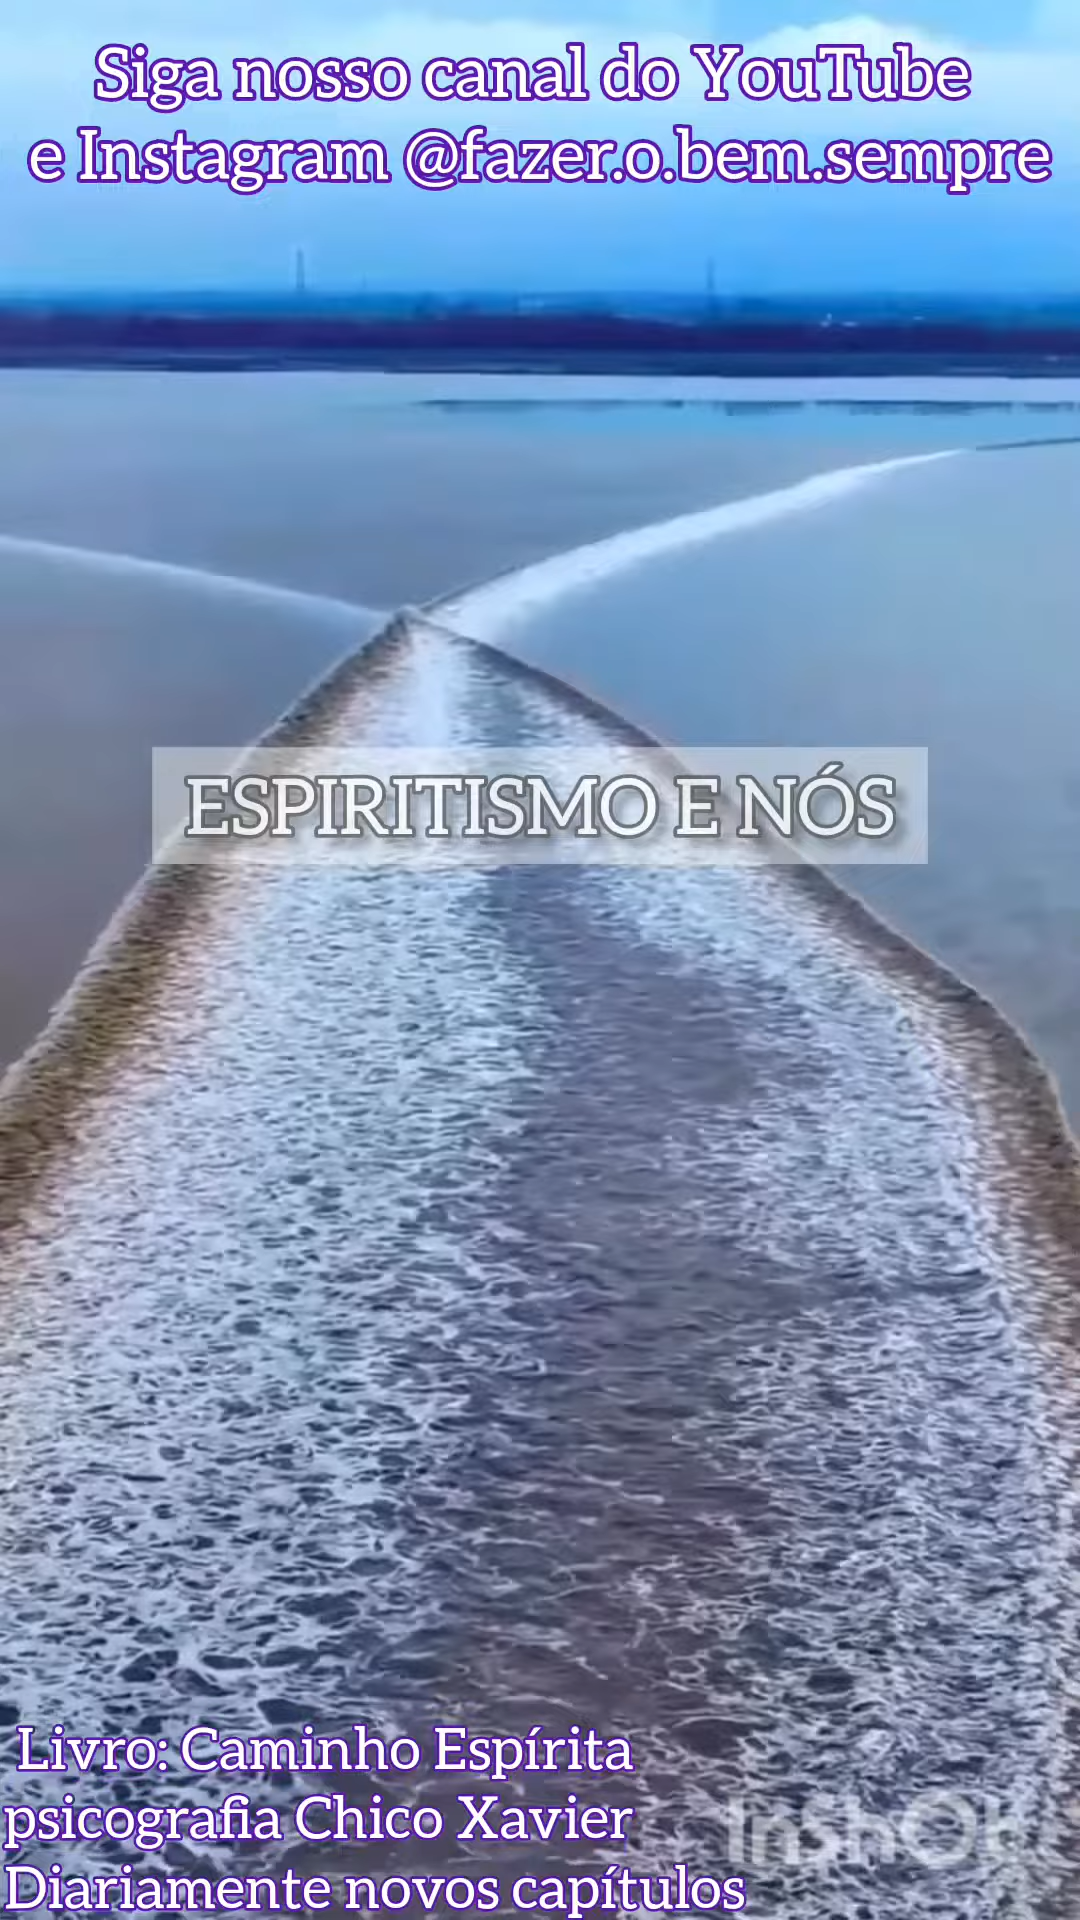 Siga nosso canal do YouTube
e Instagram @fazer.o.bem.sempre
ESPIRITISMO E NÓS
Livro: Caminho Espírita
psicografia Chico Xavier
Diariamente novos capítulos
InShOt